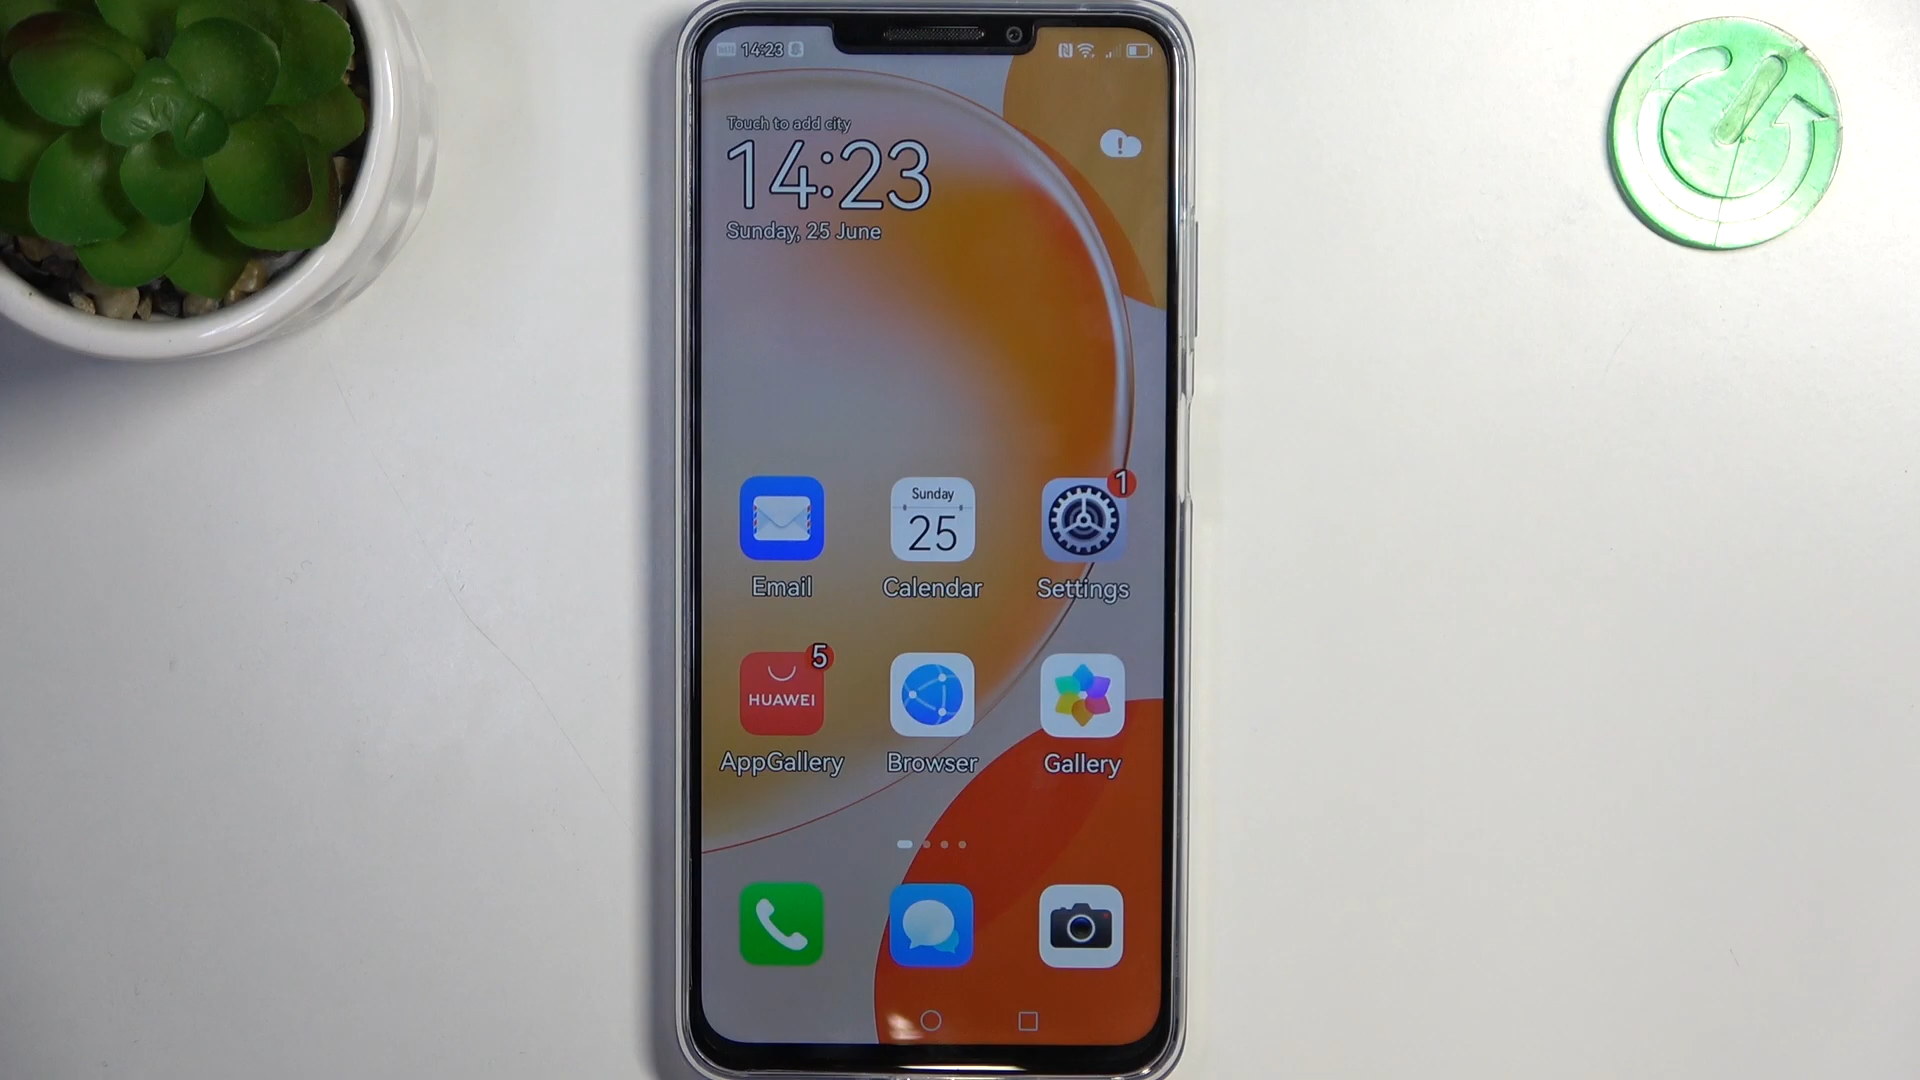 14:23
Touch to add city
14:23
Sunday, 25 June
Sunday
25
1
Email
Calendar
Settings
5
HUAWEI
AppGallery
Browser
Gallery